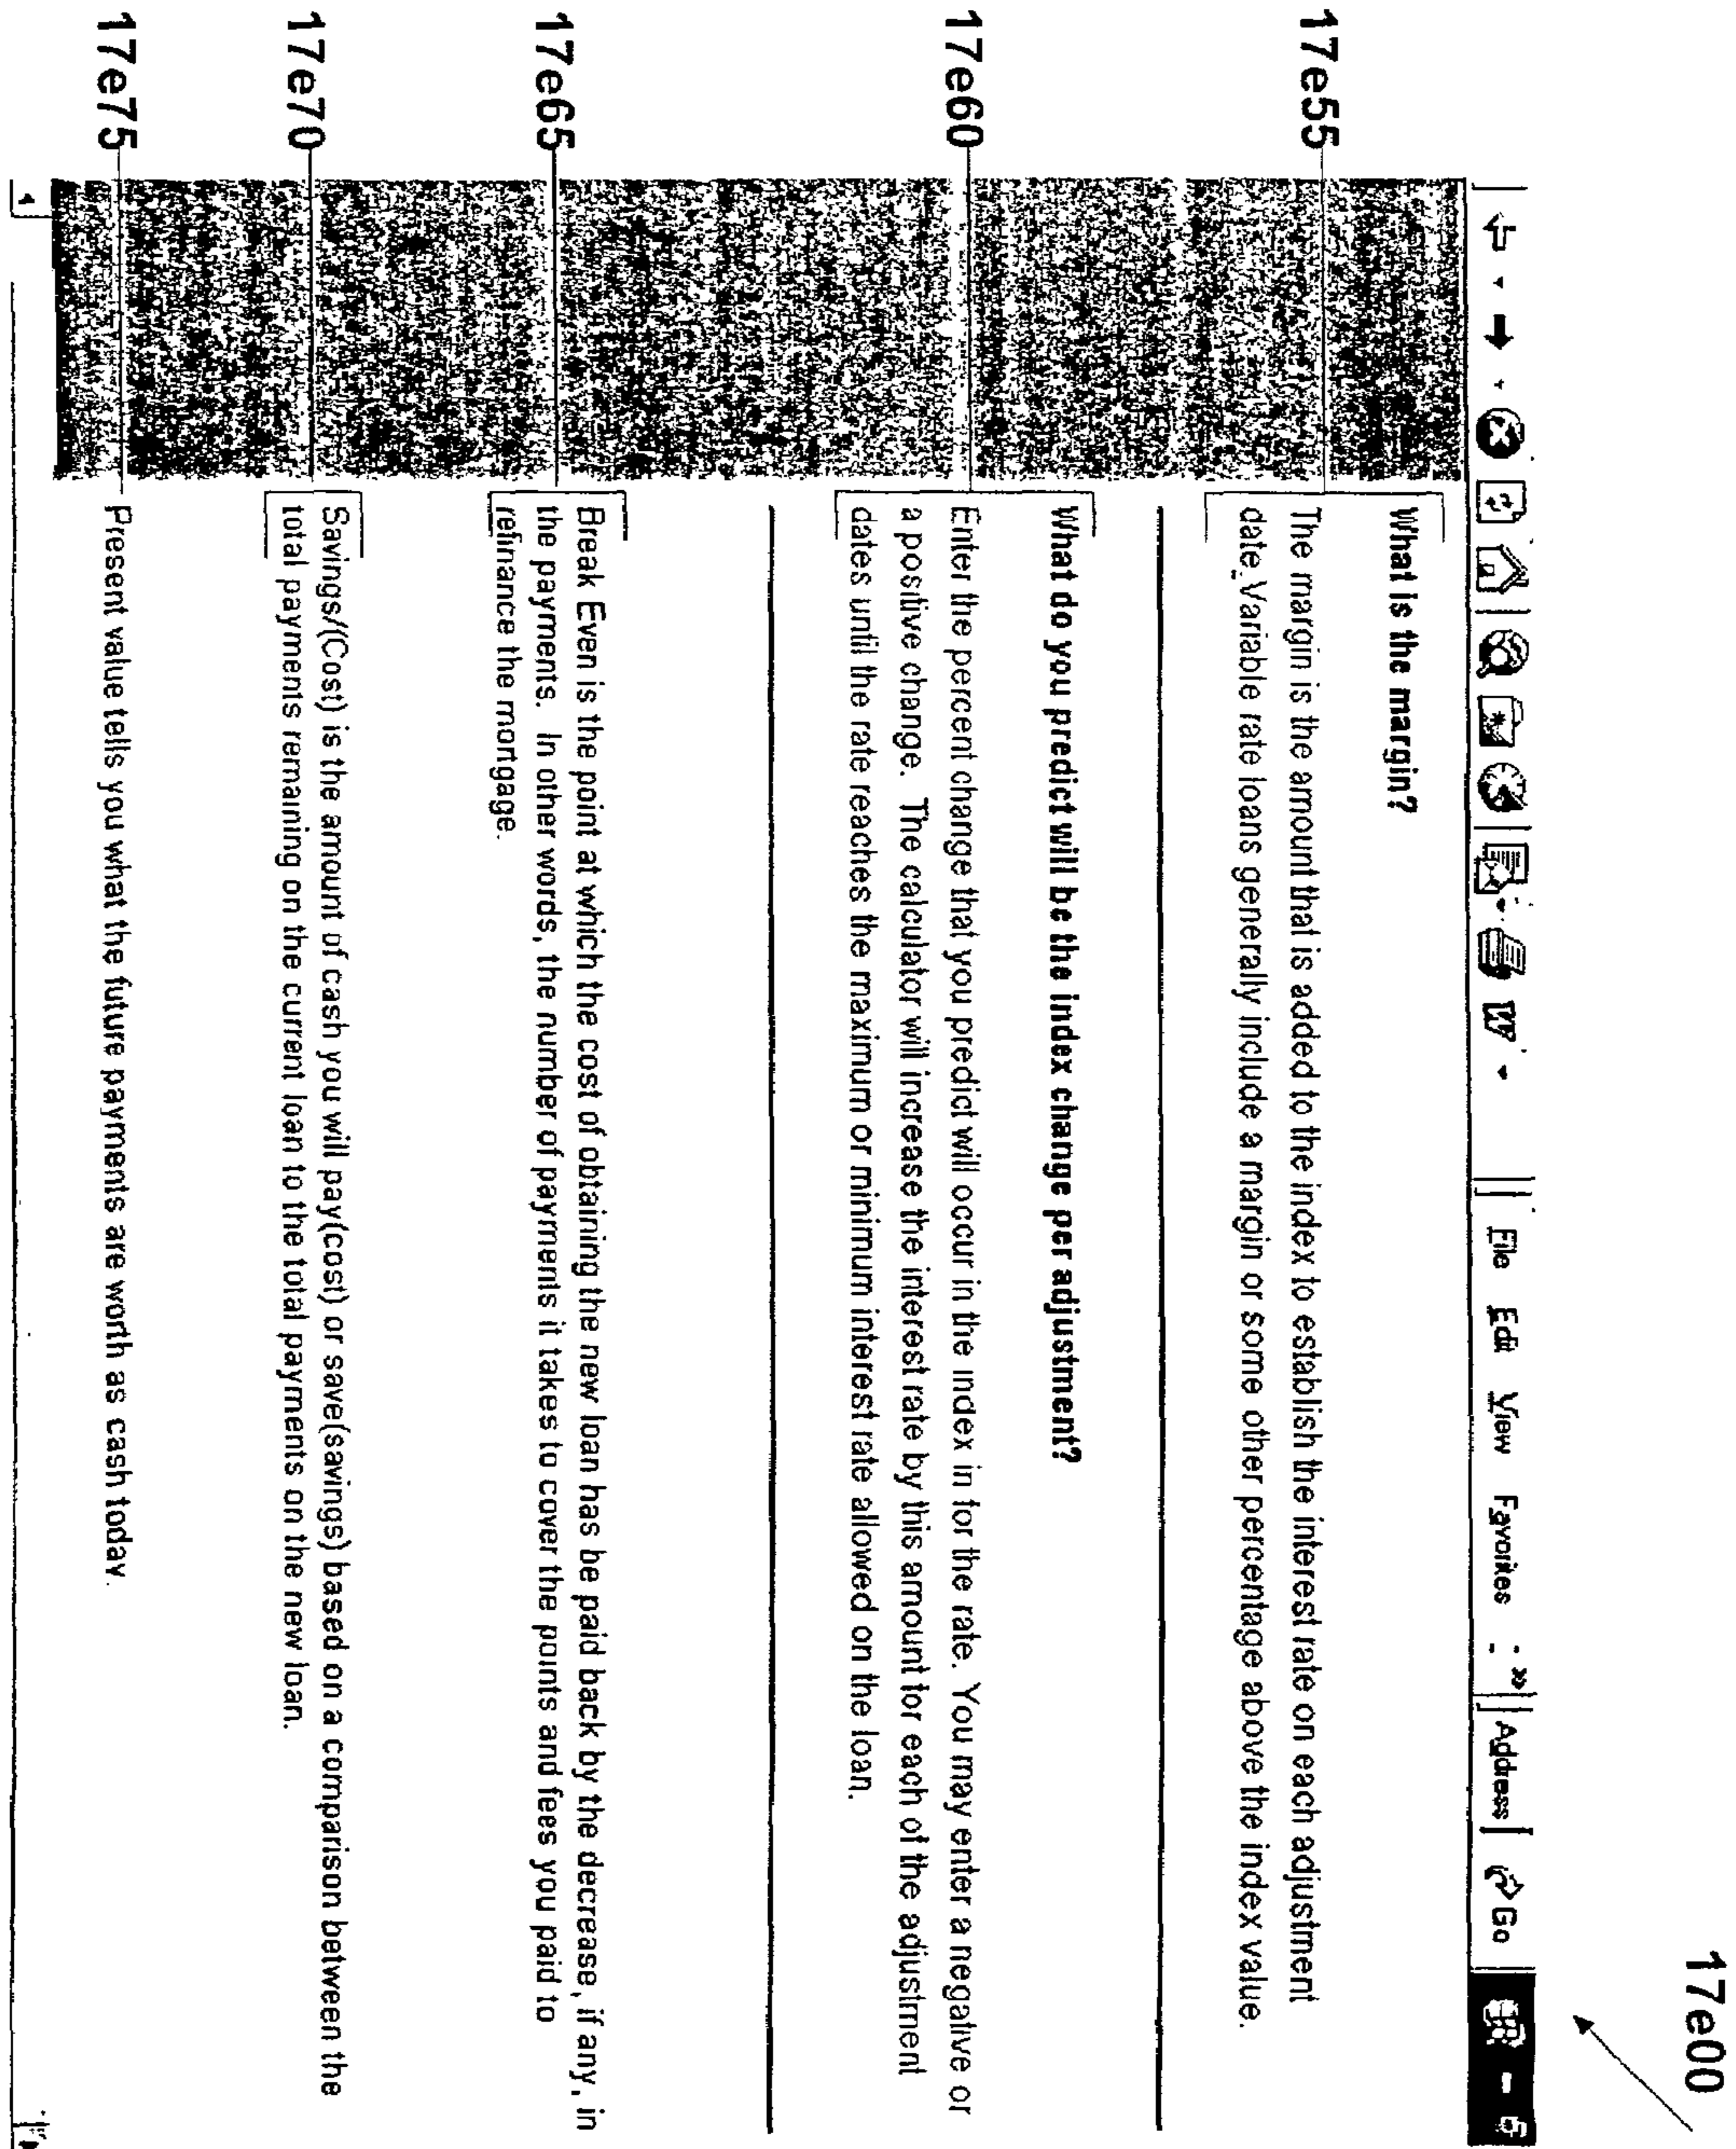 17e00
File Edit View Favorites » Address Go
17e55
What is the margin?
The margin is the amount that is added to the index to establish the interest rate on each adjustment
date. Variable rate loans generally include a margin or some other percentage above the index value.
17e60
What do you predict will be the index change per adjustment?
Enter the percent change that you predict will occur in the index in for the rate. You may enter a negative or
a positive change. The calculator will increase the interest rate by this amount for each of the adjustment
dates until the rate reaches the maximum or minimum interest rate allowed on the loan.
17e65
Break Even is the point at which the cost of obtaining the new loan has be paid back by the decrease, if any, in
the payments. In other words, the number of payments it takes to cover the points and fees you paid to
refinance the mortgage.
17e70
Savings/(Cost) is the amount of cash you will pay(cost) or save(savings) based on a comparison between the
total payments remaining on the current loan to the total payments on the new loan.
17e75
Present value tells you what the future payments are worth as cash today.